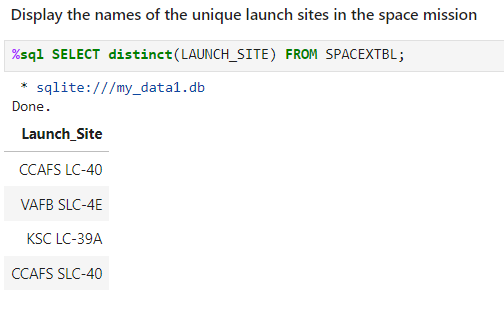 Display the names of the unique launch sites in the space mission
%sql SELECT distinct(LAUNCH_SITE) FROM SPACEXTBL;
* sqlite:///my_data1.db
Done.
Launch_Site
CCAFS LC-40
VAFB SLC-4E
KSC LC-39A
CCAFS SLC-40